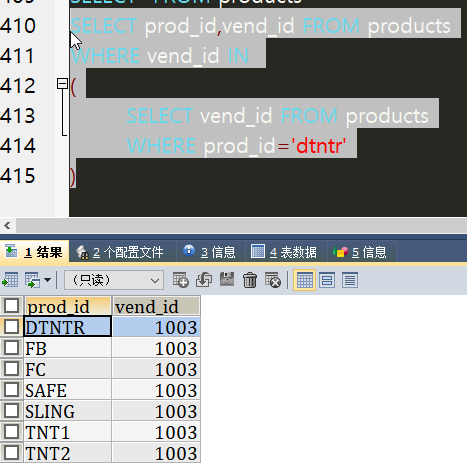 SELECT * FROM products
410 SELECT prod_id,vend_id FROM products
411 WHERE vend_id IN
412 (
413 SELECT vend_id FROM products
414 WHERE prod_id='dtntr'
415 )
1 结果 2 个配置文件 3 信息 4 表数据 5 信息
(只读)
prod_id vend_id
DTNTR 1003
FB 1003
FC 1003
SAFE 1003
SLING 1003
TNT1 1003
TNT2 1003